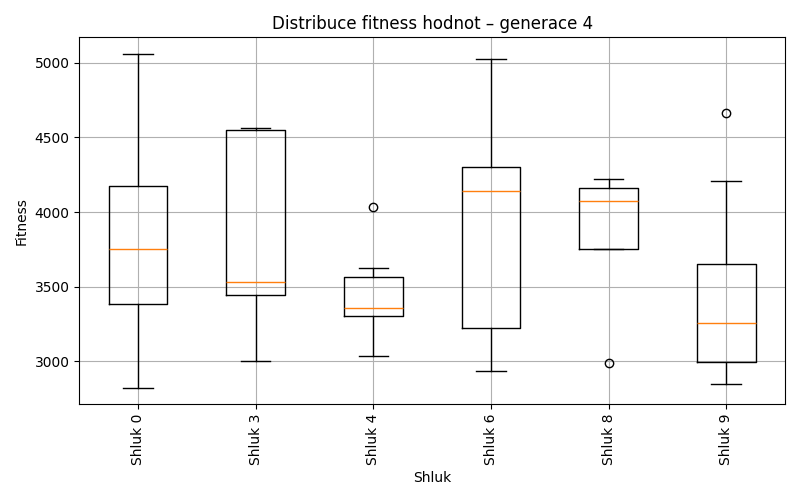 Distribuce fitness hodnot – generace 4
Fitness
5000
4500
4000
3500
3000
Shluk 0
Shluk 3
Shluk 4
Shluk 6
Shluk 8
Shluk 9
Shluk